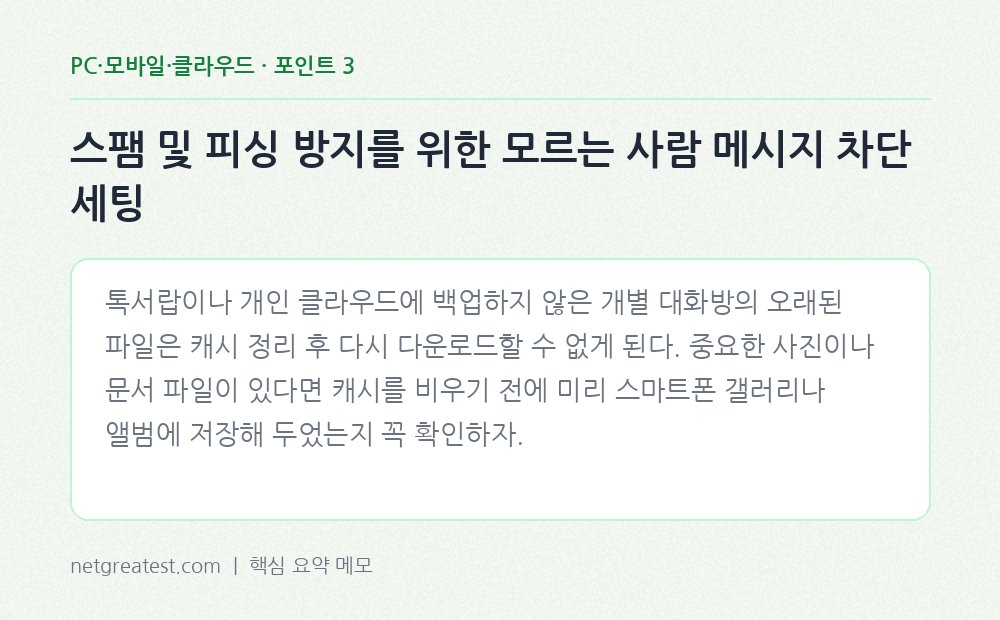 PC·모바일·클라우드 · 포인트 3
스팸 및 피싱 방지를 위한 모르는 사람 메시지 차단
세팅
톡서랍이나 개인 클라우드에 백업하지 않은 개별 대화방의 오래된
파일은 캐시 정리 후 다시 다운로드할 수 없게 된다. 중요한 사진이나
문서 파일이 있다면 캐시를 비우기 전에 미리 스마트폰 갤러리나
앨범에 저장해 두었는지 꼭 확인하자.
netgreatest.com | 핵심 요약 메모